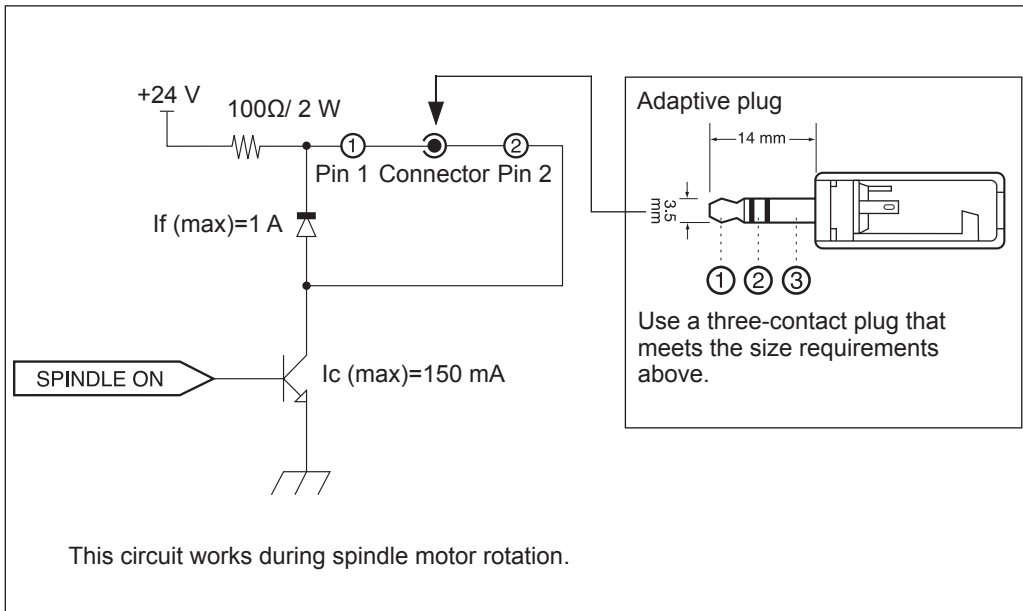 +24 V
100Ω/ 2 W
①
②
Pin 1 Connector Pin 2
If (max)=1 A
SPINDLE ON
Ic (max)=150 mA
This circuit works during spindle motor rotation.
Adaptive plug
14 mm
3.5
mm
① ② ③
Use a three-contact plug that
meets the size requirements
above.